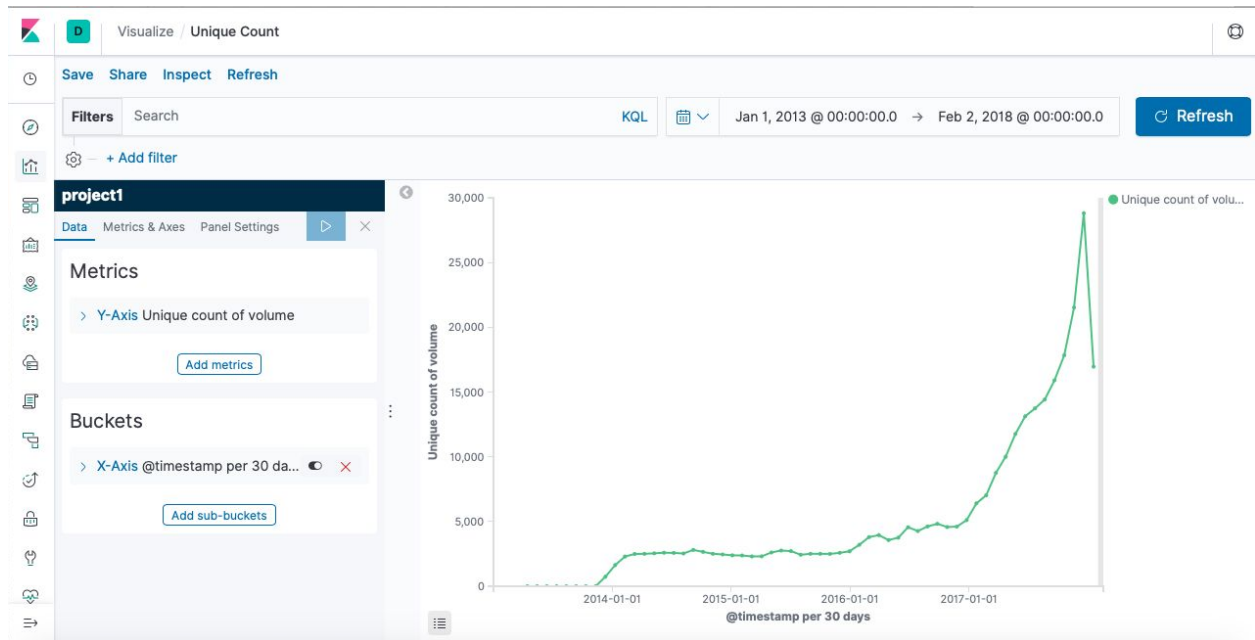 D Visualize / Unique Count
Save Share Inspect Refresh
Filters Search KQL Jan 1, 2013 @ 00:00:00.0 → Feb 2, 2018 @ 00:00:00.0 Refresh
+ Add filter
project1
Data Metrics & Axes Panel Settings
Metrics
Y-Axis Unique count of volume
Add metrics
Buckets
X-Axis @timestamp per 30 da...
Add sub-buckets
Unique count of volume
30,000
25,000
20,000
15,000
10,000
5,000
0
2014-01-01 2015-01-01 2016-01-01 2017-01-01
@timestamp per 30 days
Unique count of volu...